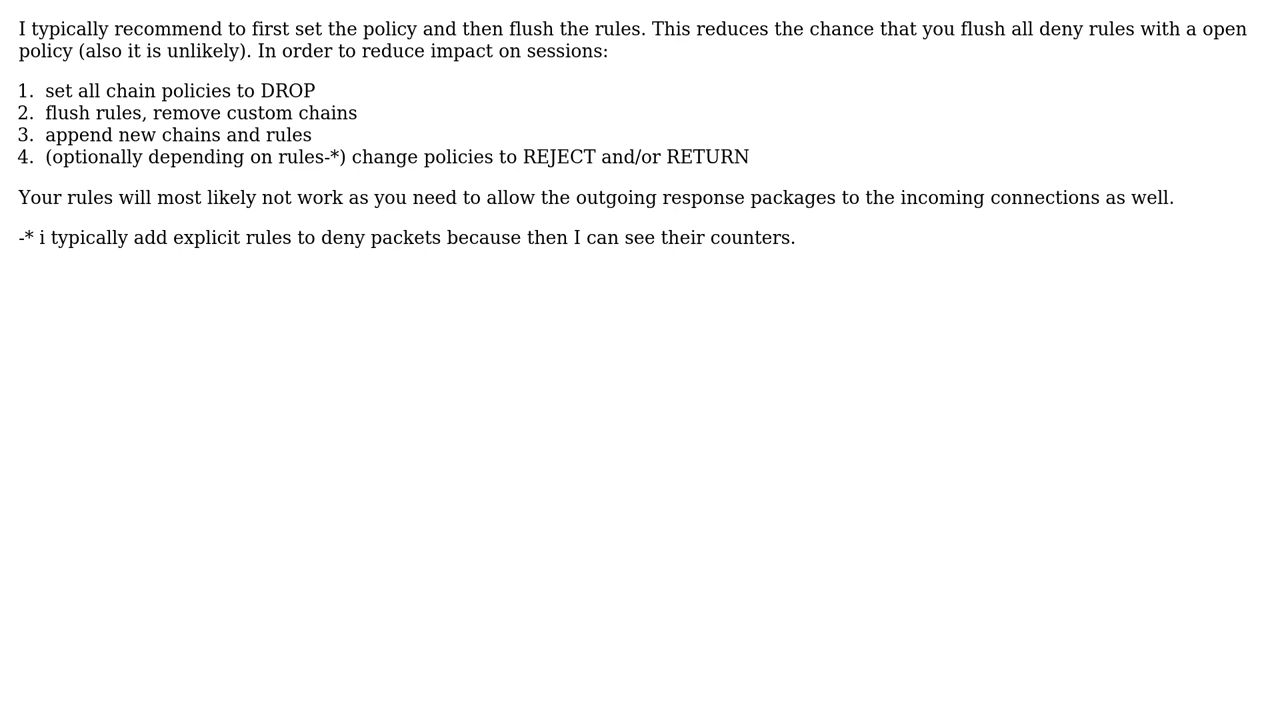 I typically recommend to first set the policy and then flush the rules. This reduces the chance that you flush all deny rules with a open
policy (also it is unlikely). In order to reduce impact on sessions:
1. set all chain policies to DROP
2. flush rules, remove custom chains
3. append new chains and rules
4. (optionally depending on rules-*) change policies to REJECT and/or RETURN
Your rules will most likely not work as you need to allow the outgoing response packages to the incoming connections as well.
-* i typically add explicit rules to deny packets because then I can see their counters.